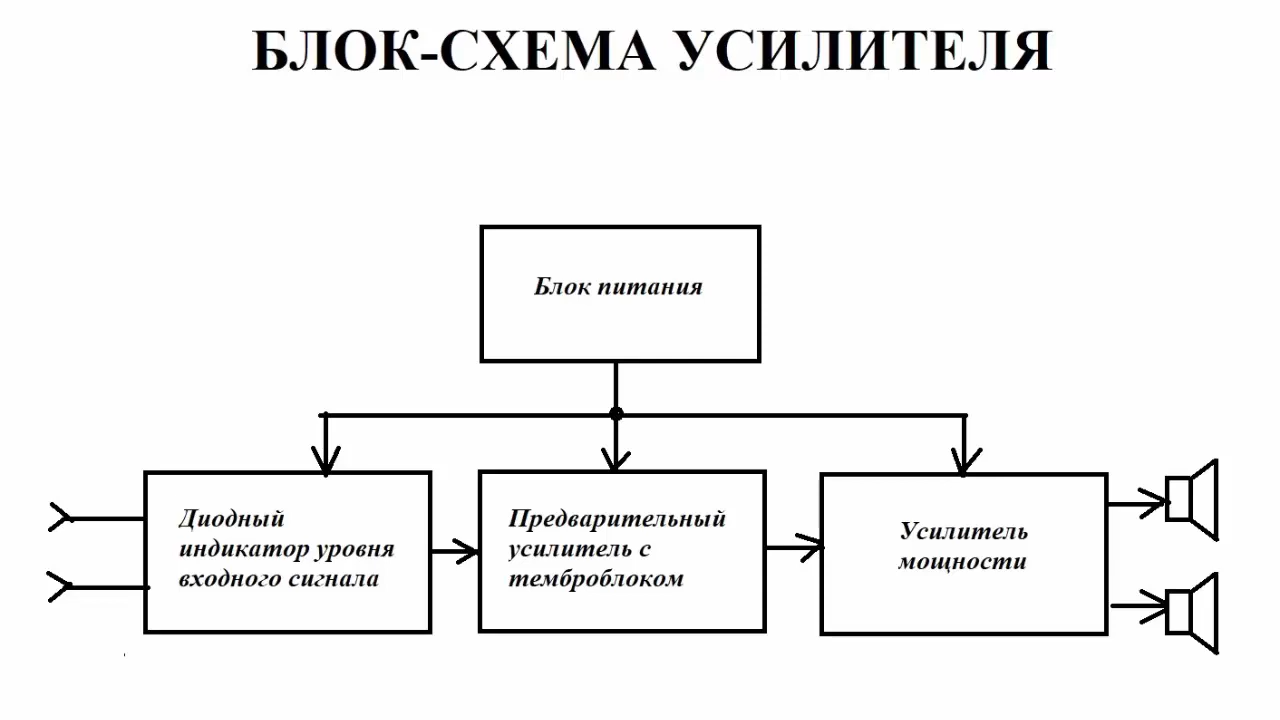 БЛОК-СХЕМА УСИЛИТЕЛЯ
Блок питания
Диодный
индикатор уровня
входного сигнала
Предварительный
усилитель с
темброблоком
Усилитель
мощности